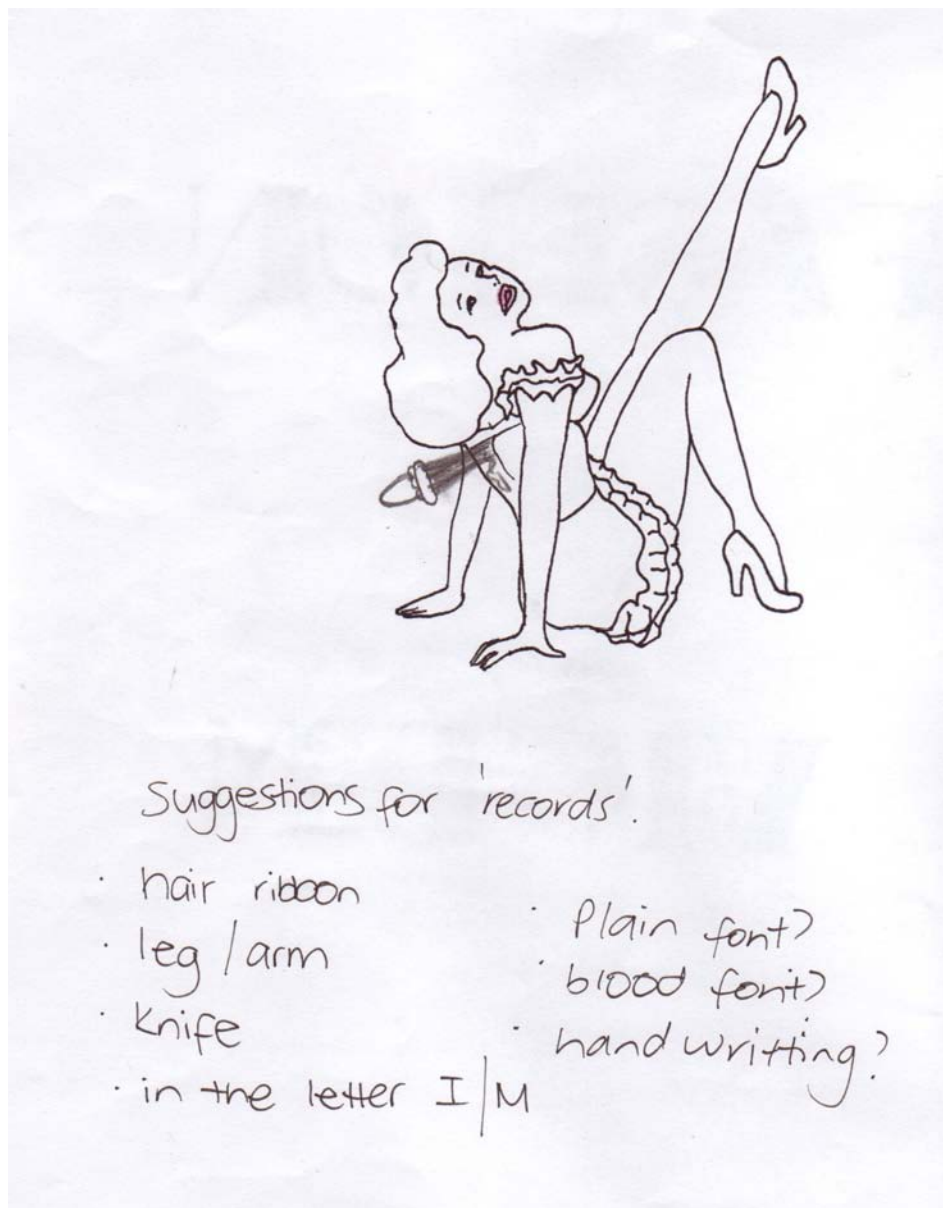 Suggestions for 'records'.
· hair ribbon
· leg / arm
· Knife
· in the letter I/M
· Plain font?
· blood font?
· hand writting?